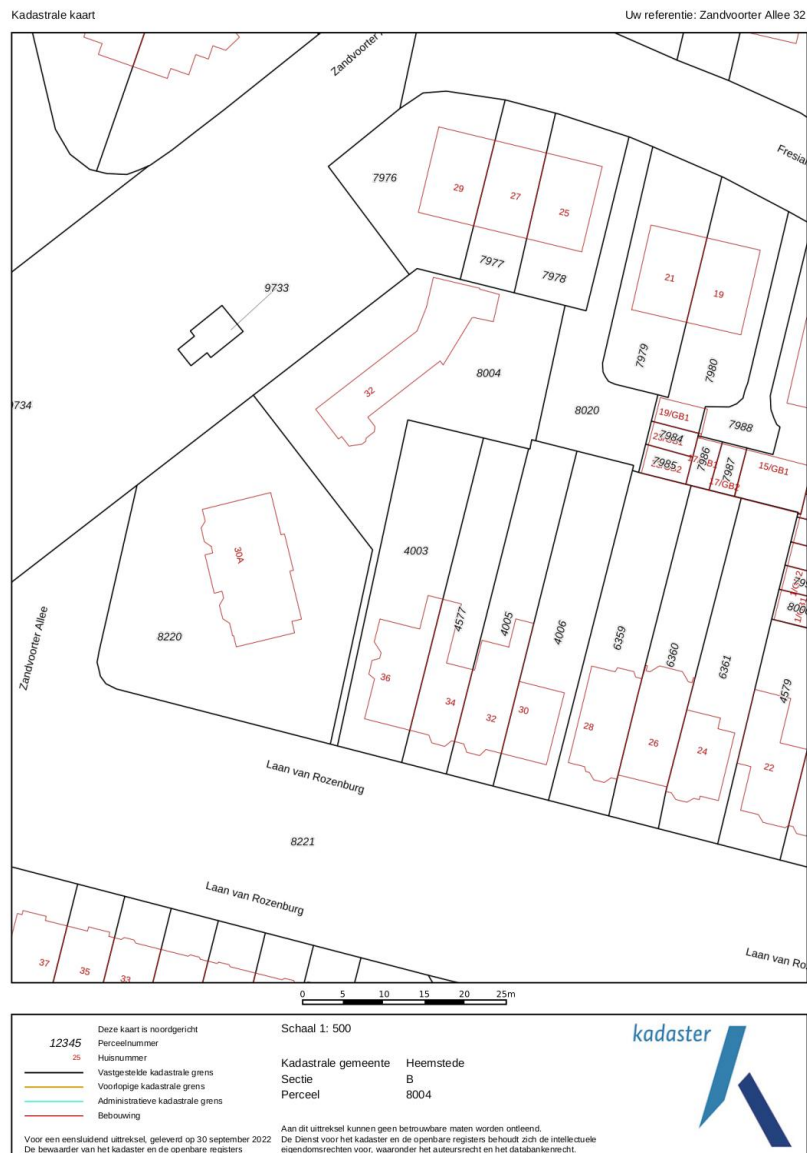 Kadastrale kaart
Uw referentie: Zandvoorter Allee 32
Zandvoorter
7976
29
27
25
7977
7978
21
19
9733
7979
7980
32
8004
8020
19/GB1
7984
7985
7986
7987
7988
17/GB2
15/GB1
30A
4003
4577
4005
4006
6359
6360
6361
4579
Zandvoorter Allee
8220
36
34
32
30
28
26
24
22
Laan van Rozenburg
8221
Laan van Rozenburg
37
35
33
0 5 10 15 20 25m
Deze kaart is noordgericht
12345 Perceelnummer
25 Huisnummer
Vastgestelde kadastrale grens
Voorlopige kadastrale grens
Administratieve kadastrale grens
Bebouwing
Voor een eensluidend uittreksel, geleverd op 30 september 2022
De bewaarder van het kadaster en de openbare registers
Schaal 1: 500
Kadastrale gemeente Heemstede
Sectie B
Perceel 8004
Aan dit uittreksel kunnen geen betrouwbare maten worden ontleend.
De Dienst voor het kadaster en de openbare registers behoudt zich de intellectuele
eigendomsrechten voor, waaronder het auteursrecht en het databankenrecht.
kadaster